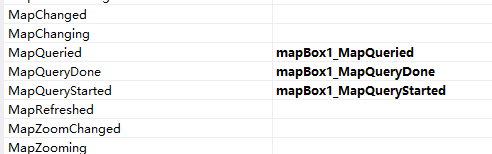 MapChanged
MapChanging
MapQueried mapBox1_MapQueried
MapQueryDone mapBox1_MapQueryDone
MapQueryStarted mapBox1_MapQueryStarted
MapRefreshed
MapZoomChanged
MapZooming